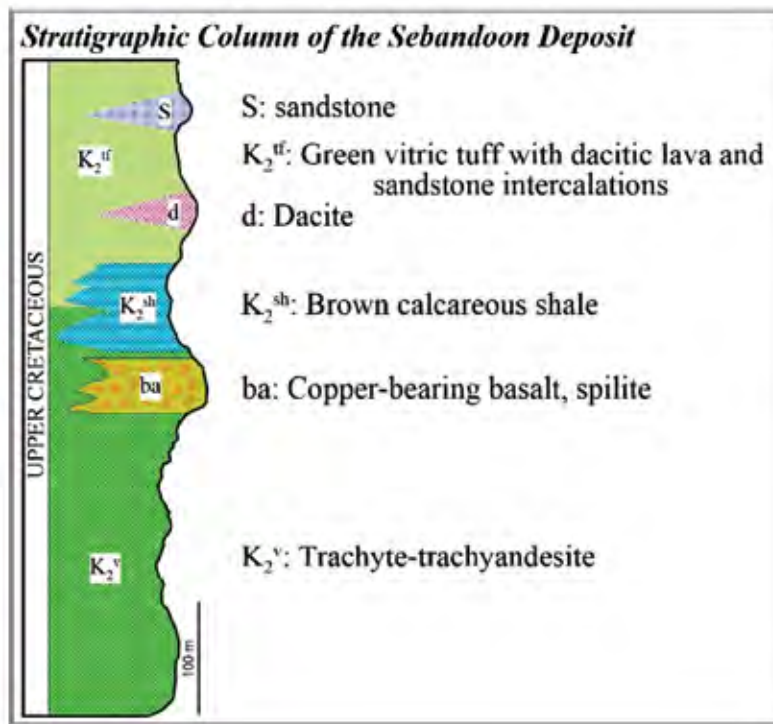 Stratigraphic Column of the Sebandoon Deposit
UPPER CRETACEOUS
S
S: sandstone
K₂ᵗᶠ
K₂ᵗᶠ: Green vitric tuff with dacitic lava and
sandstone intercalations
d
d: Dacite
K₂ˢʰ
K₂ˢʰ: Brown calcareous shale
ba
ba: Copper-bearing basalt, spilite
K₂ᵛ
K₂ᵛ: Trachyte-trachyandesite
100 m